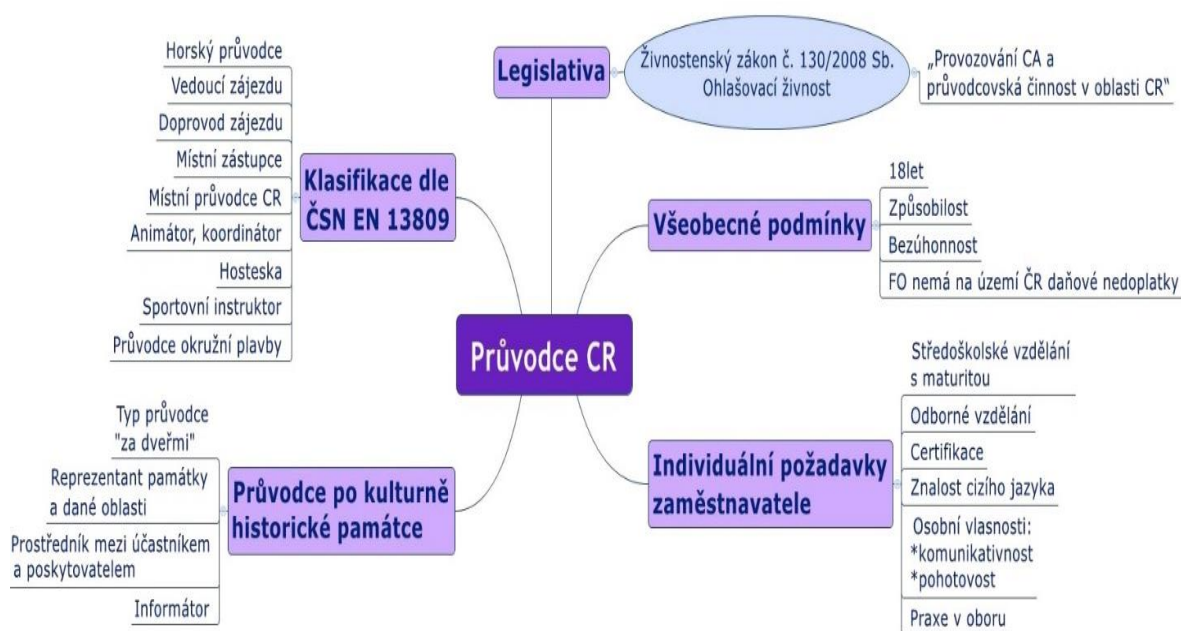 Průvodce CR
Legislativa
Živnostenský zákon č. 130/2008 Sb.
Ohlašovací živnost
„Provozování CA a
průvodcovská činnost v oblasti CR"
Všeobecné podmínky
18let
Způsobilost
Bezúhonnost
FO nemá na území ČR daňové nedoplatky
Individuální požadavky
zaměstnavatele
Středoškolské vzdělání
s maturitou
Odborné vzdělání
Certifikace
Znalost cizího jazyka
Osobní vlastnosti:
*komunikativnost
*pohotovost
Praxe v oboru
Klasifikace dle
ČSN EN 13809
Horský průvodce
Vedoucí zájezdu
Doprovod zájezdu
Místní zástupce
Místní průvodce CR
Animátor, koordinátor
Hosteska
Sportovní instruktor
Průvodce okružní plavby
Průvodce po kulturně
historické památce
Typ průvodce
"za dveřmi"
Reprezentant památky
a dané oblasti
Prostředník mezi účastníkem
a poskytovatelem
Informátor